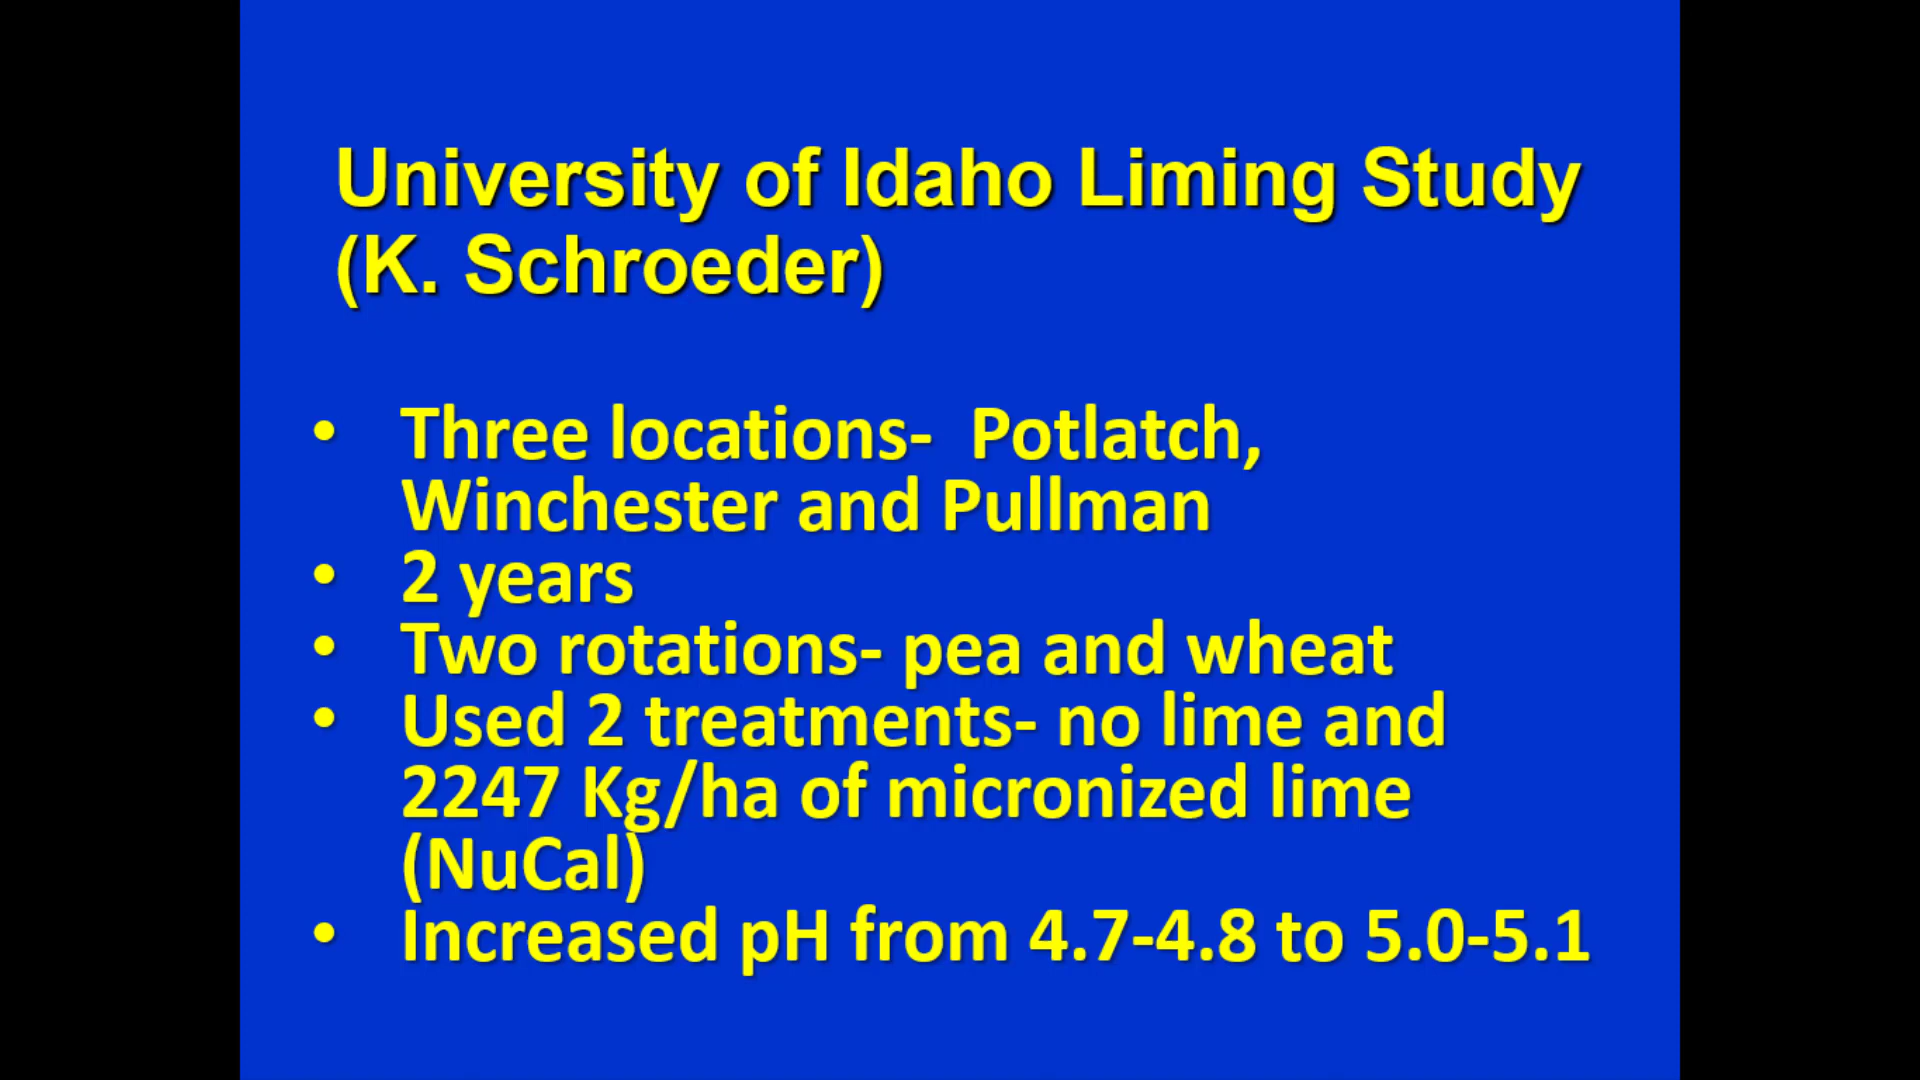 University of Idaho Liming Study
(K. Schroeder)
• Three locations-  Potlatch,
Winchester and Pullman
• 2 years
• Two rotations- pea and wheat
• Used 2 treatments- no lime and
2247 Kg/ha of micronized lime
(NuCal)
• Increased pH from 4.7-4.8 to 5.0-5.1